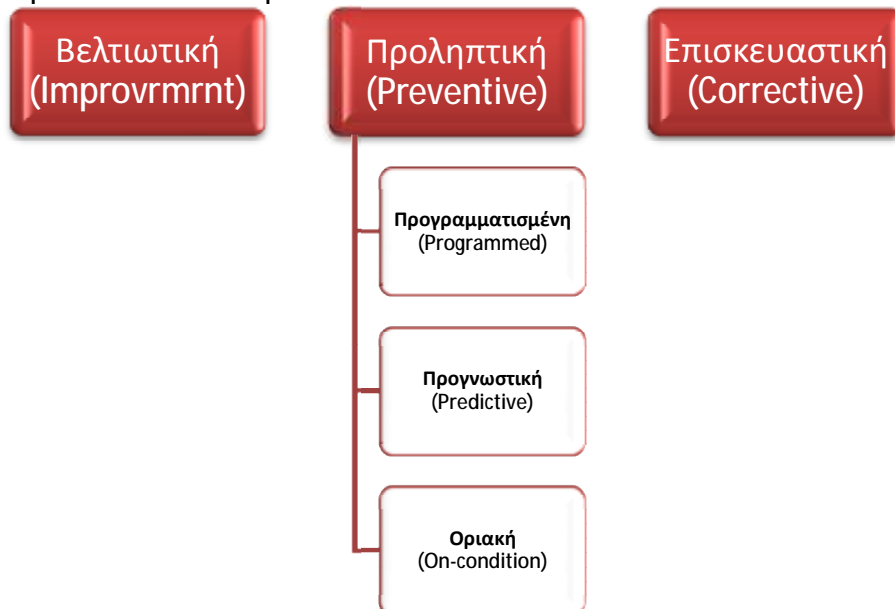 Βελτιωτική
(Improvrmrnt)
Προληπτική
(Preventive)
Επισκευαστική
(Corrective)
Προγραμματισμένη
(Programmed)
Προγνωστική
(Predictive)
Οριακή
(On-condition)